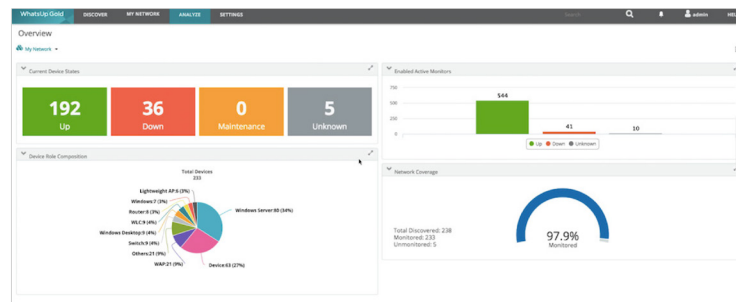 WhatsUp Gold DISCOVER MY NETWORK ANALYZE SETTINGS Search admin HEL
Overview
My Network
Current Device States
192
Up
36
Down
0
Maintenance
5
Unknown
Enabled Active Monitors
750
500
250
0
544
41
10
Up Down Unknown
Device Role Composition
Total Devices
233
Lightweight AP:6 (3%)
Windows:7 (3%)
Router:8 (3%)
WLC:9 (4%)
Windows Desktop:9 (4%)
Switch:9 (4%)
Others:21 (9%)
WAP:21 (9%)
Device:63 (27%)
Windows Server:80 (34%)
Network Coverage
Total Discovered: 238
Monitored: 233
Unmonitored: 5
97.9%
Monitored